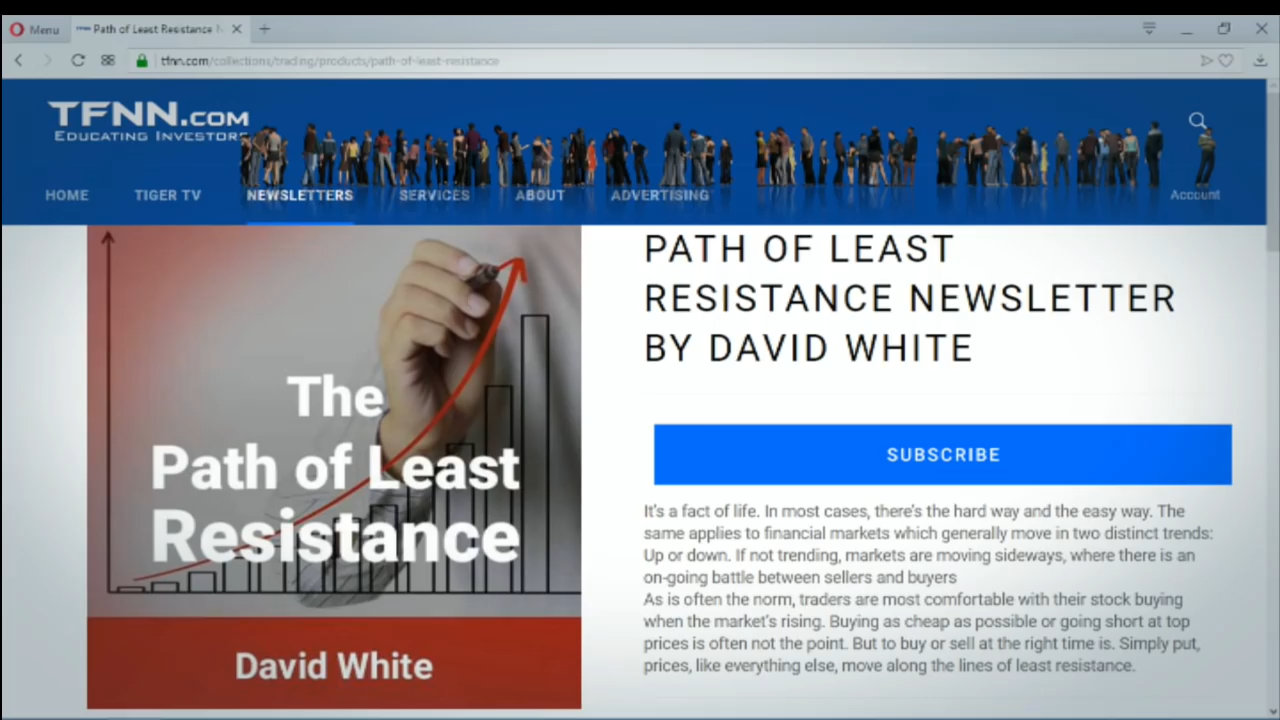 Menu
Path of Least Resistance
tfnn.com/collections/trading/products/path-of-least-resistance
TFNN.COM
EDUCATING INVESTORS
HOME
TIGER TV
NEWSLETTERS
SERVICES
ABOUT
ADVERTISING
Account
The
Path of Least
Resistance
David White
PATH OF LEAST
RESISTANCE NEWSLETTER
BY DAVID WHITE
SUBSCRIBE
It's a fact of life. In most cases, there's the hard way and the easy way. The
same applies to financial markets which generally move in two distinct trends:
Up or down. If not trending, markets are moving sideways, where there is an
on-going battle between sellers and buyers
As is often the norm, traders are most comfortable with their stock buying
when the market's rising. Buying as cheap as possible or going short at top
prices is often not the point. But to buy or sell at the right time is. Simply put,
prices, like everything else, move along the lines of least resistance.